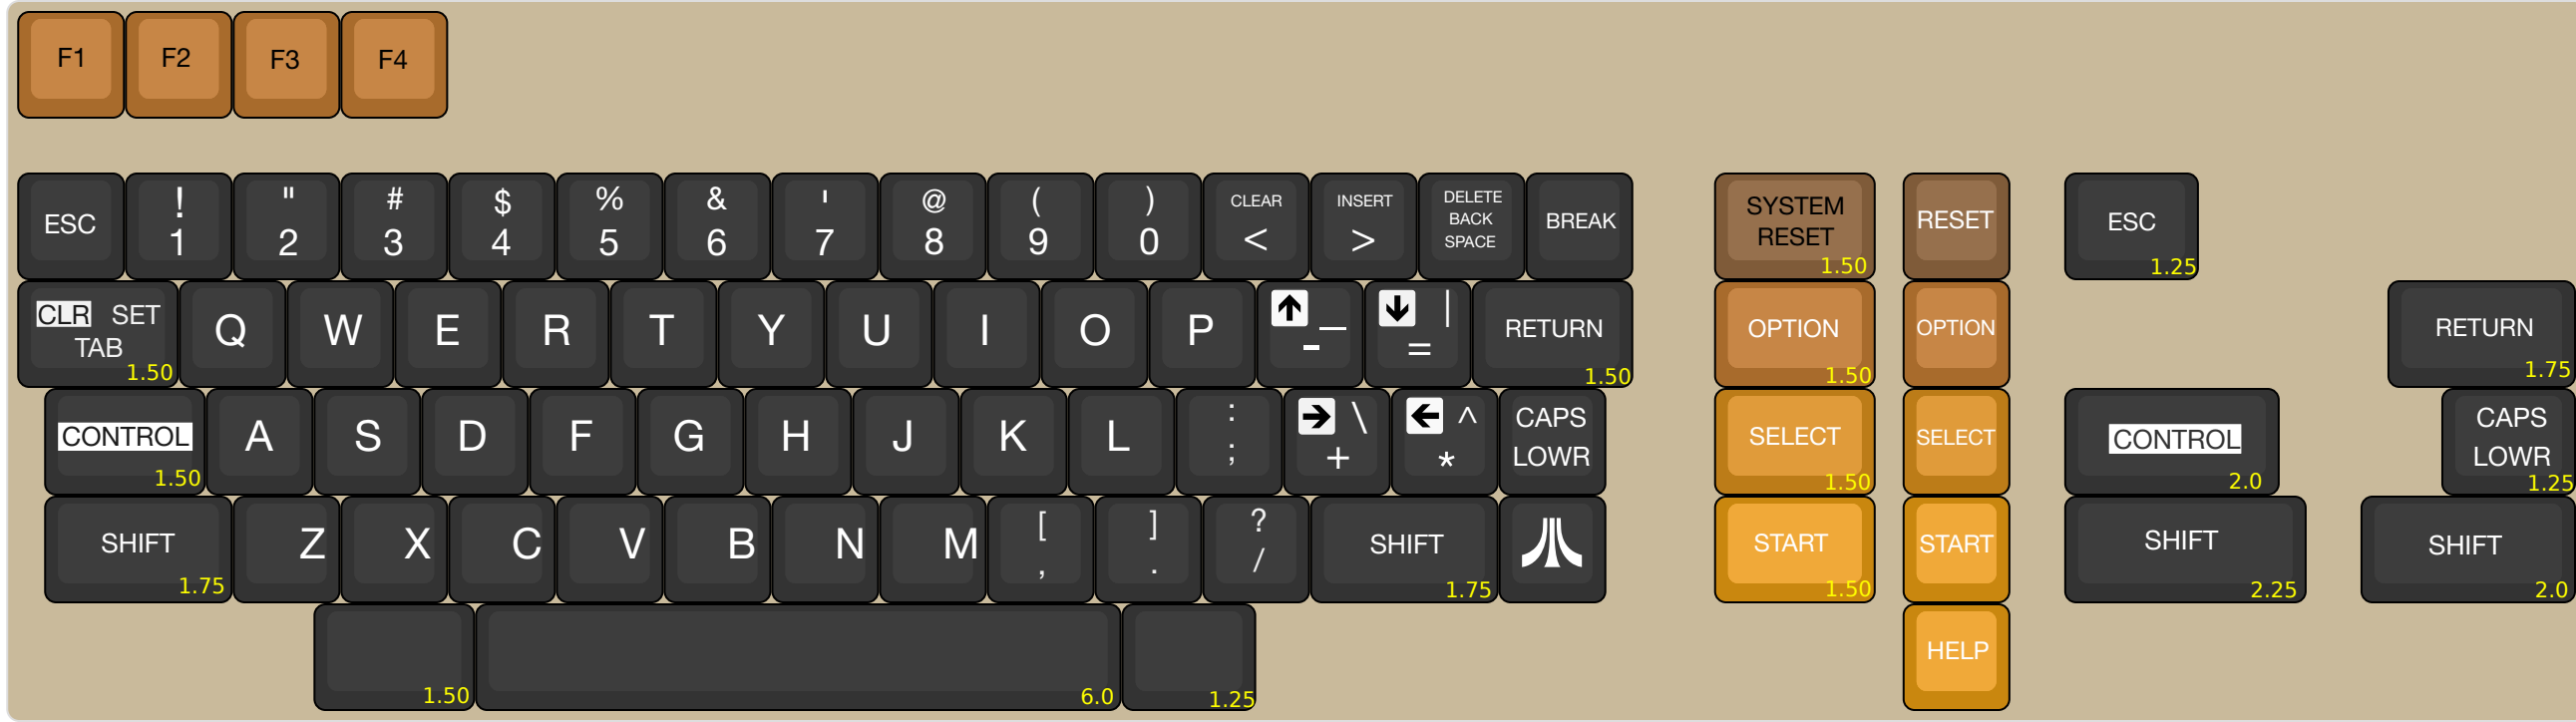 F1 F2 F3 F4
! " # $ % & ' @ ( ) CLEAR INSERT DELETE
ESC 1 2 3 4 5 6 7 8 9 0 < > BACK SPACE BREAK
SYSTEM RESET 1.50 RESET ESC 1.25
CLR SET TAB 1.50 Q W E R T Y U I O P ↑ _ - ↓ | = RETURN 1.50
OPTION 1.50 OPTION RETURN 1.75
CONTROL 1.50 A S D F G H J K L : ; → \ + ← ^ * CAPS LOWR
SELECT 1.50 SELECT CONTROL 2.0 CAPS LOWR 1.25
SHIFT 1.75 Z X C V B N M [ , ] . ? / SHIFT 1.75
START 1.50 START SHIFT 2.25 SHIFT 2.0
1.50 6.0 1.25 HELP